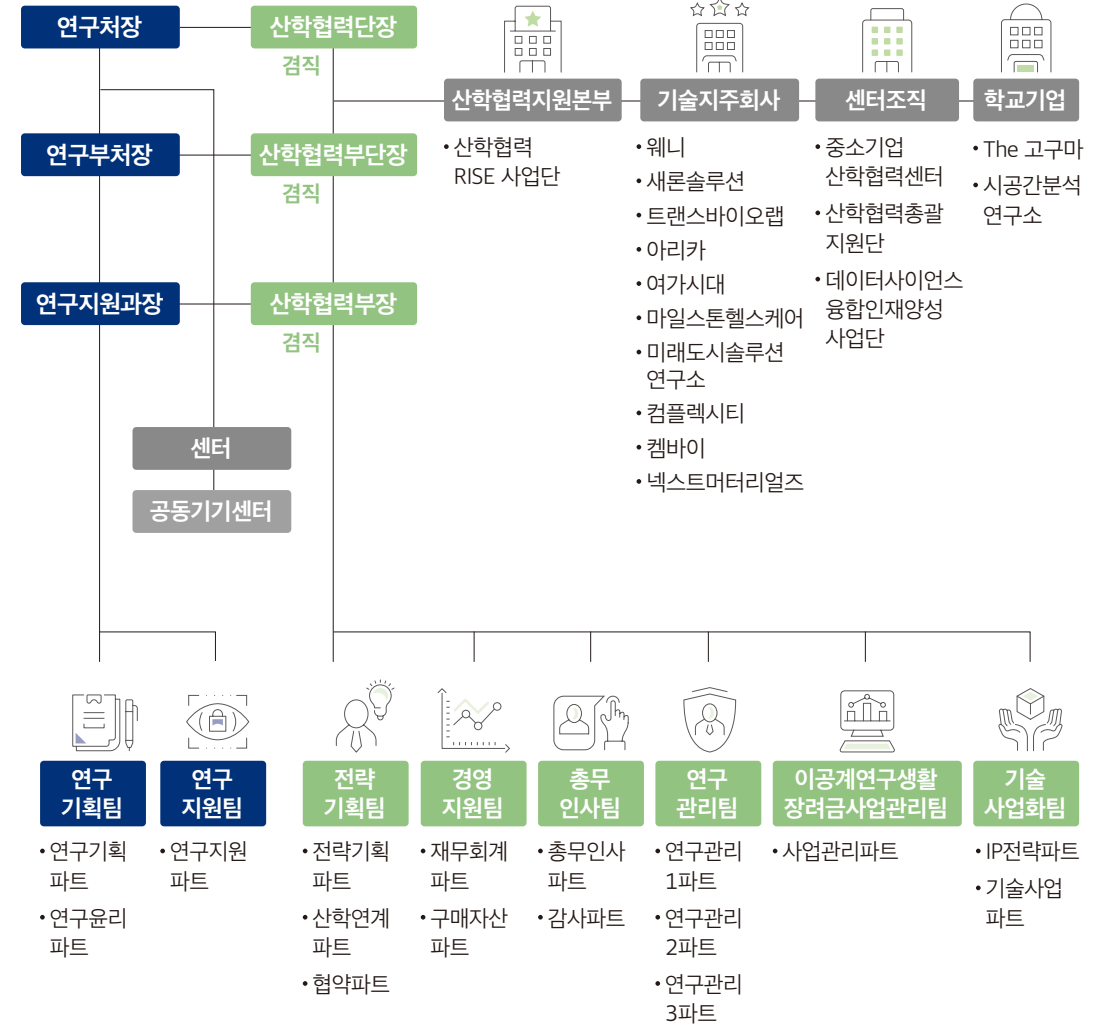 연구처장
산학협력단장
겸직
산학협력지원본부
기술지주회사
센터조직
학교기업
• 산학협력
RISE 사업단
• 웨니
• 새론솔루션
• 트랜스바이오랩
• 아리카
• 여가시대
• 마일스톤헬스케어
• 미래도시솔루션
연구소
• 컴플렉시티
• 켐바이
• 넥스트머터리얼즈
• 중소기업
산학협력센터
• 산학협력총괄
지원단
• 데이터사이언스
융합인재양성
사업단
• The 고구마
• 시공간분석
연구소
연구부처장
산학협력부단장
겸직
연구지원과장
산학협력부장
겸직
센터
공동기기센터
연구
기획팀
• 연구기획
파트
• 연구윤리
파트
연구
지원팀
• 연구지원
파트
전략
기획팀
• 전략기획
파트
• 산학연계
파트
• 협약파트
경영
지원팀
• 재무회계
파트
• 구매자산
파트
총무
인사팀
• 총무인사
파트
• 감사파트
연구
관리팀
• 연구관리
1파트
• 연구관리
2파트
• 연구관리
3파트
이공계연구생활
장려금사업관리팀
• 사업관리파트
기술
사업화팀
• IP전략파트
• 기술사업
파트